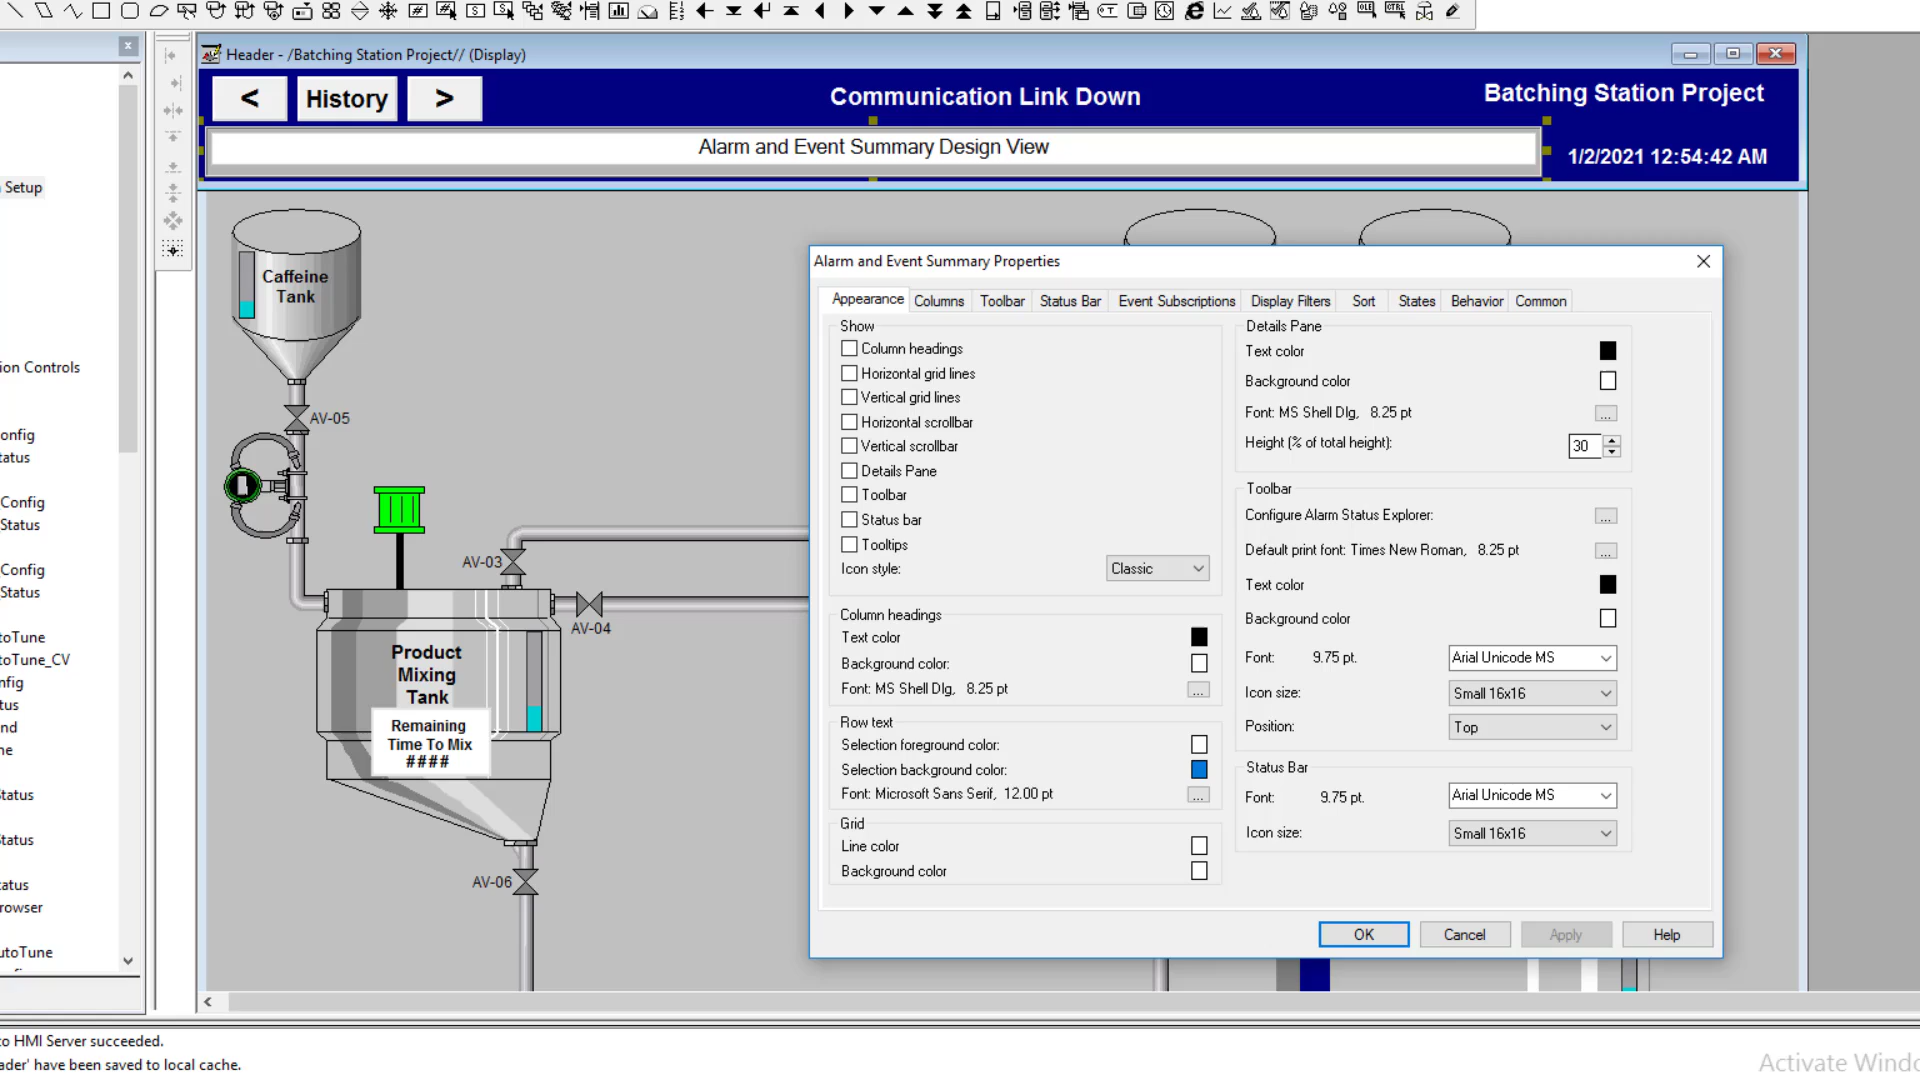 Header - /Batching Station Project// (Display)
< History >
Communication Link Down
Batching Station Project
Alarm and Event Summary Design View
1/2/2021 12:54:42 AM
Setup
ion Controls
onfig
tatus
_Config
_Status
_Config
_Status
toTune
toTune_CV
nfig
tus
nd
ne
Status
Status
tatus
rowser
utoTune
Caffeine
Tank
AV-05
AV-03
AV-04
Product
Mixing
Tank
Remaining
Time To Mix
####
AV-06
Alarm and Event Summary Properties
Appearance Columns Toolbar Status Bar Event Subscriptions Display Filters Sort States Behavior Common
Show
Column headings
Horizontal grid lines
Vertical grid lines
Horizontal scrollbar
Vertical scrollbar
Details Pane
Toolbar
Status bar
Tooltips
Icon style: Classic
Column headings
Text color
Background color:
Font: MS Shell Dlg, 8.25 pt ...
Row text
Selection foreground color:
Selection background color:
Font: Microsoft Sans Serif, 12.00 pt ...
Grid
Line color
Background color
Details Pane
Text color
Background color
Font: MS Shell Dlg, 8.25 pt ...
Height (% of total height): 30
Toolbar
Configure Alarm Status Explorer: ...
Default print font: Times New Roman, 8.25 pt ...
Text color
Background color
Font: 9.75 pt. Arial Unicode MS
Icon size: Small 16x16
Position: Top
Status Bar
Font: 9.75 pt. Arial Unicode MS
Icon size: Small 16x16
OK Cancel Apply Help
to HMI Server succeeded.
ader' have been saved to local cache.
Activate Windo